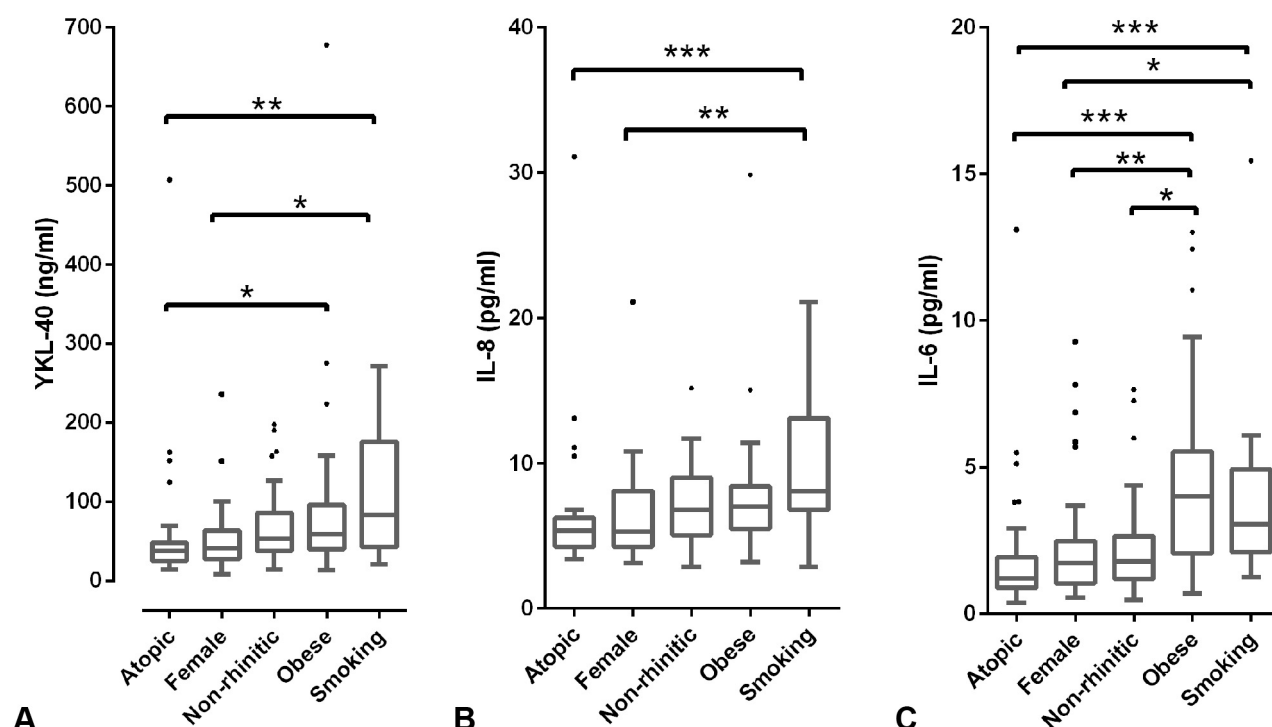 700
600
500
400
300
200
100
0
YKL-40 (ng/ml)
**
*
*
Atopic
Female
Non-rhinitic
Obese
Smoking
A
40
30
20
10
0
IL-8 (pg/ml)
***
**
Atopic
Female
Non-rhinitic
Obese
Smoking
B
20
15
10
5
0
IL-6 (pg/ml)
***
*
***
**
*
Atopic
Female
Non-rhinitic
Obese
Smoking
C